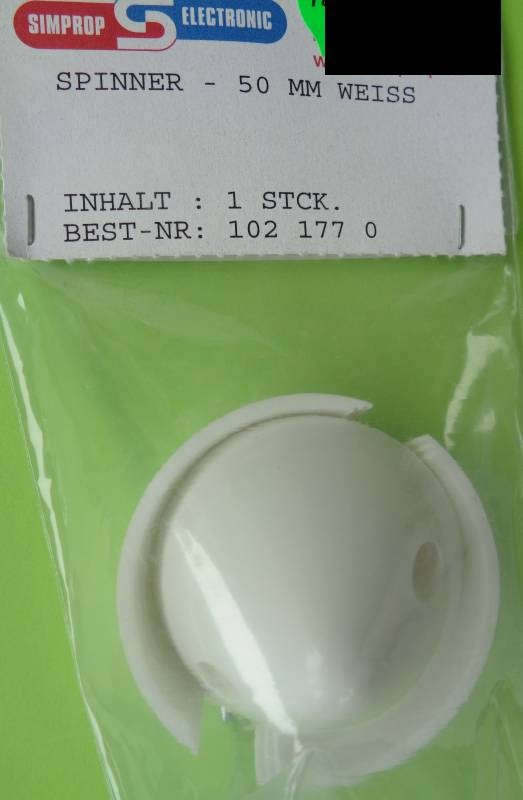 SIMPROP S ELECTRONIC
SPINNER - 50 MM WEISS
INHALT : 1 STCK.
BEST-NR: 102 177 0